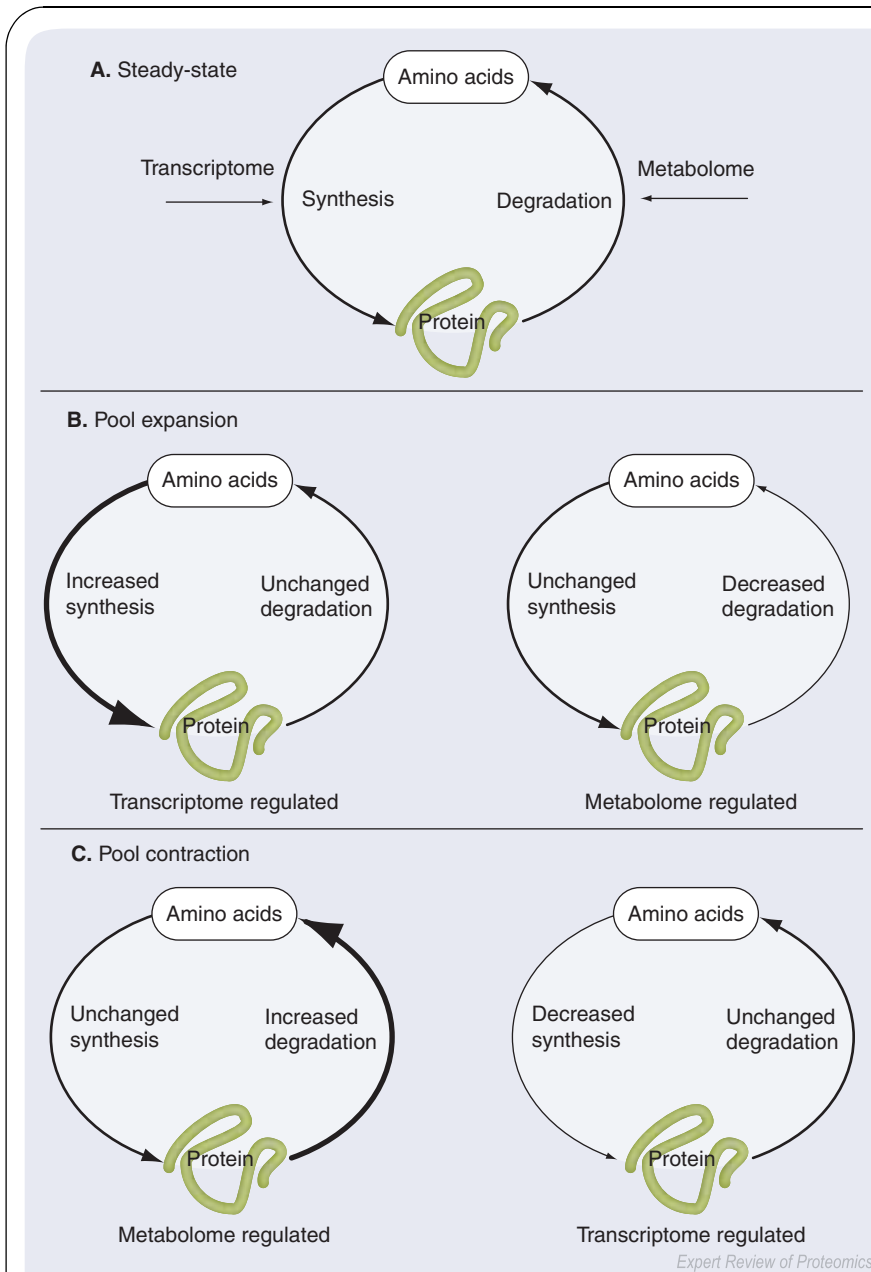 A. Steady-state
Amino acids
Transcriptome
Metabolome
Synthesis
Degradation
Protein
B. Pool expansion
Amino acids
Increased
synthesis
Unchanged
degradation
Protein
Transcriptome regulated
Amino acids
Unchanged
synthesis
Decreased
degradation
Protein
Metabolome regulated
C. Pool contraction
Amino acids
Unchanged
synthesis
Increased
degradation
Protein
Metabolome regulated
Amino acids
Decreased
synthesis
Unchanged
degradation
Protein
Transcriptome regulated
Expert Review of Proteomics